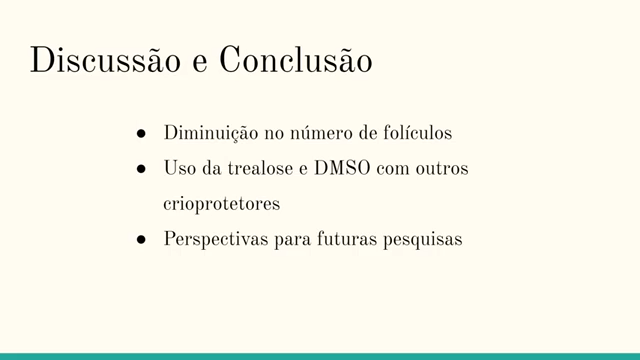 Discussão e Conclusão
● Diminuição no número de folículos
● Uso da trealose e DMSO com outros
crioprotetores
● Perspectivas para futuras pesquisas